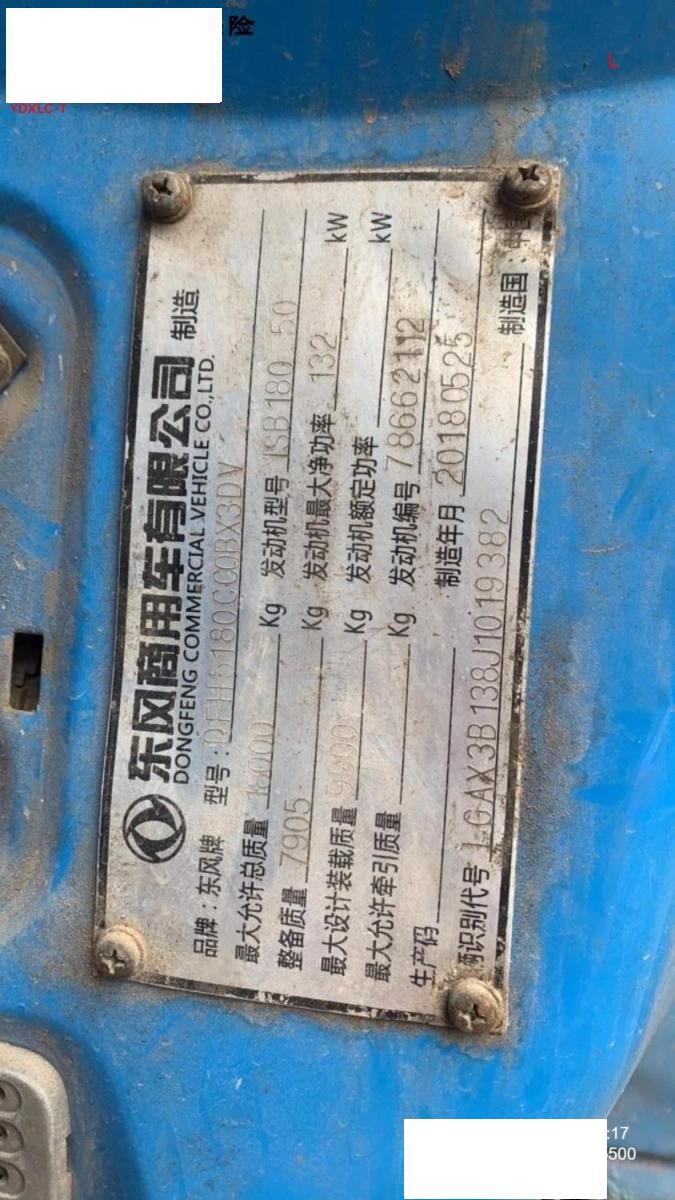 东风商用车有限公司 制造
DONGFENG COMMERCIAL VEHICLE CO.,LTD.
品牌：东风牌 型号：DFH5180CCQBX3DV
最大允许总质量 Kg 发动机型号 ISB180 50
整备质量 7905 Kg 发动机最大净功率 132 kW
最大设计装载质量 Kg 发动机额定功率 kW
最大允许牵引质量 Kg 发动机编号 78662112
生产码 制造年月 20180525
辆识别代号 LGAX3B138J1019382 制造国：中国
YDXLC-T
L
:17
500